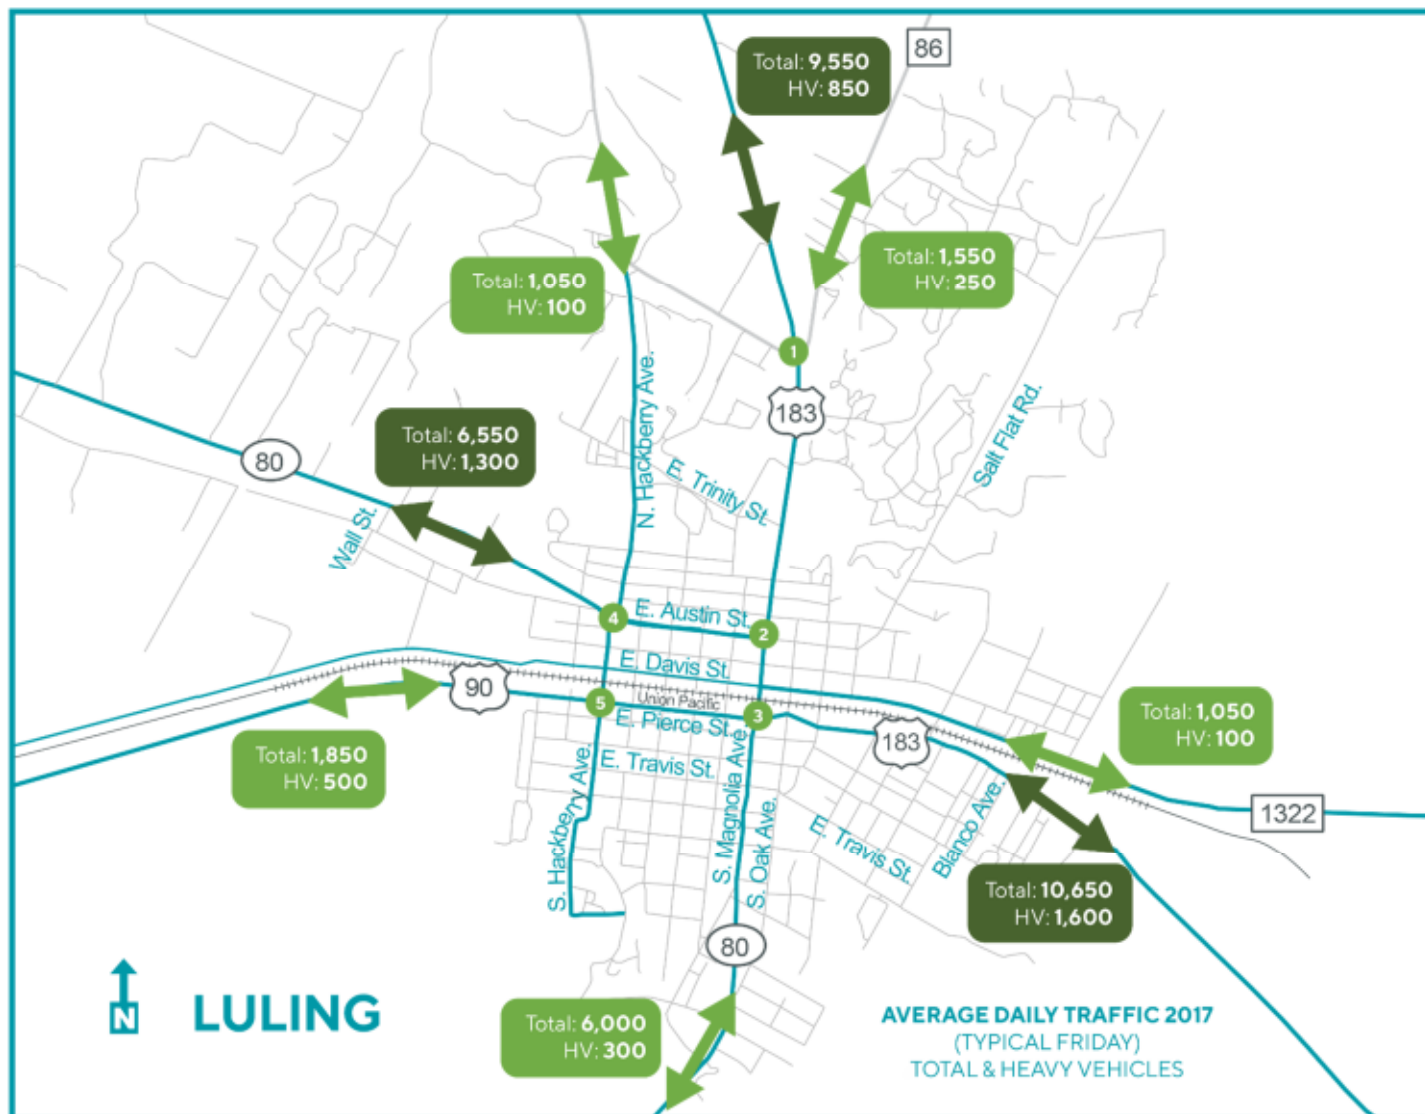 86
Total: 9,550
HV: 850
Total: 1,550
HV: 250
Total: 1,050
HV: 100
1
183
N. Hackberry Ave.
Salt Flat Rd.
Total: 6,550
HV: 1,300
80
E. Trinity St.
Wall St.
4
E. Austin St.
2
E. Davis St.
90
5
Union Pacific
3
E. Pierce St.
183
Total: 1,050
HV: 100
Total: 1,850
HV: 500
E. Travis St.
S. Hackberry Ave.
S. Magnolia Ave.
S. Oak Ave.
E. Travis St.
Blanco Ave.
1322
Total: 10,650
HV: 1,600
80
N
LULING
Total: 6,000
HV: 300
AVERAGE DAILY TRAFFIC 2017
(TYPICAL FRIDAY)
TOTAL & HEAVY VEHICLES